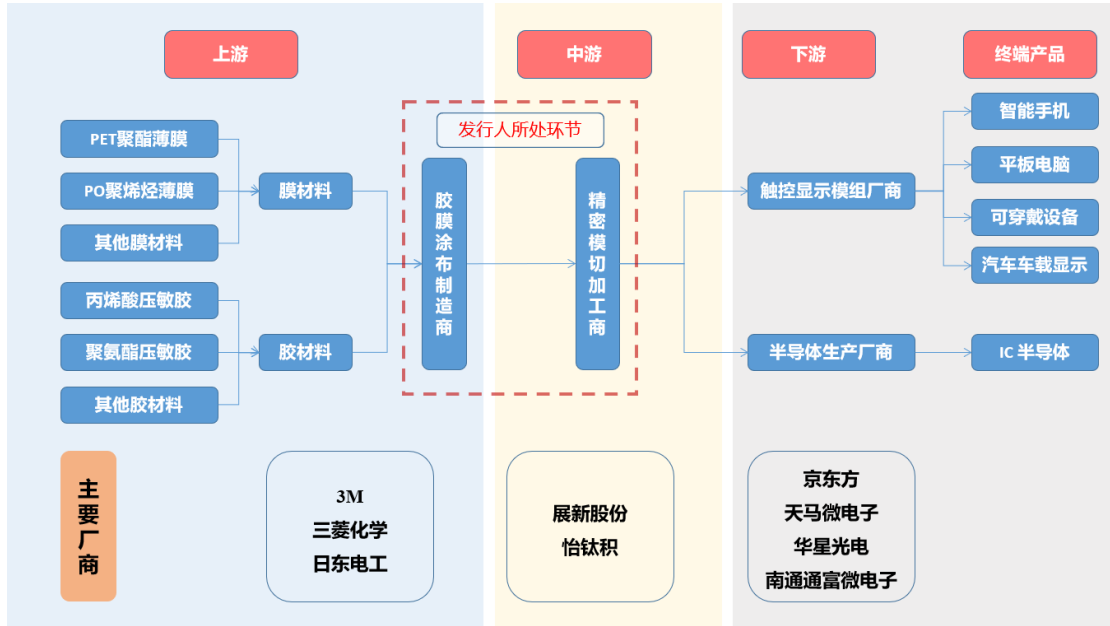 上游
中游
下游
终端产品
发行人所处环节
PET聚酯薄膜
PO聚烯烃薄膜
其他膜材料
膜材料
丙烯酸压敏胶
聚氨酯压敏胶
其他胶材料
胶材料
胶膜涂布制造商
精密模切加工商
触控显示模组厂商
半导体生产厂商
智能手机
平板电脑
可穿戴设备
汽车车载显示
IC 半导体
主要厂商
3M
三菱化学
日东电工
展新股份
怡钛积
京东方
天马微电子
华星光电
南通通富微电子